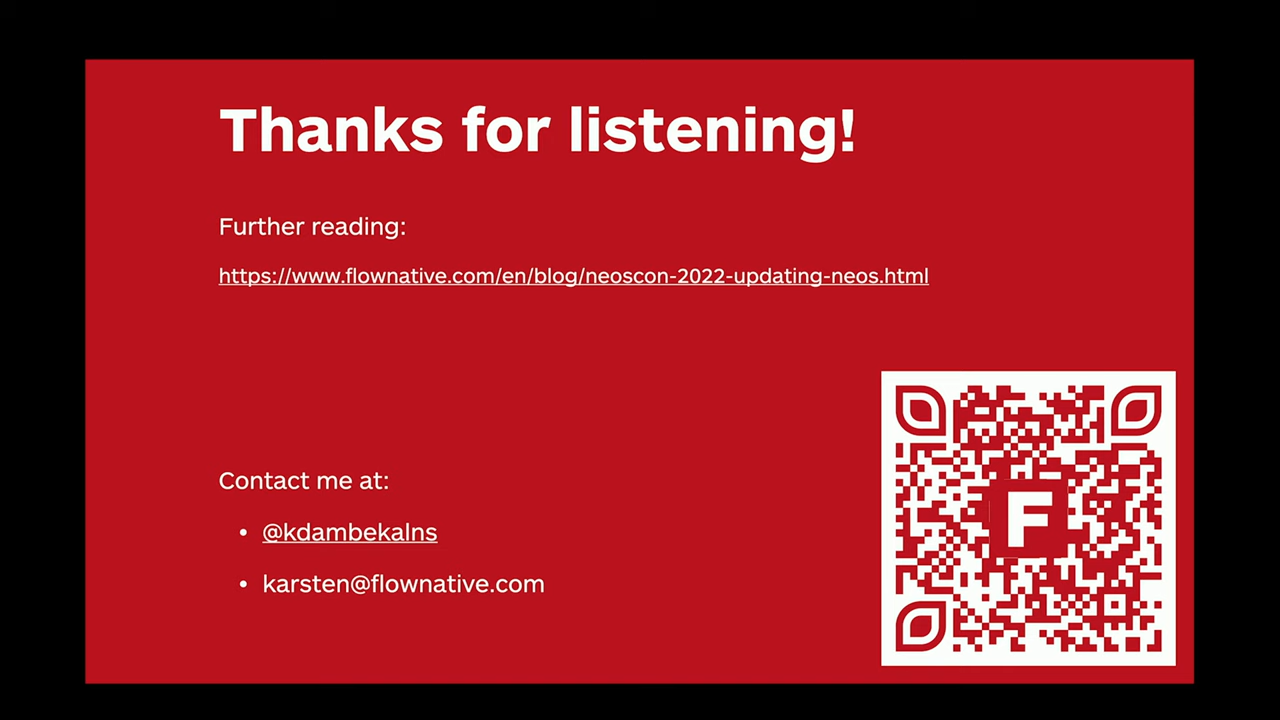 Thanks for listening!
Further reading:
https://www.flownative.com/en/blog/neoscon-2022-updating-neos.html
Contact me at:
• @kdambekalns
• karsten@flownative.com
F